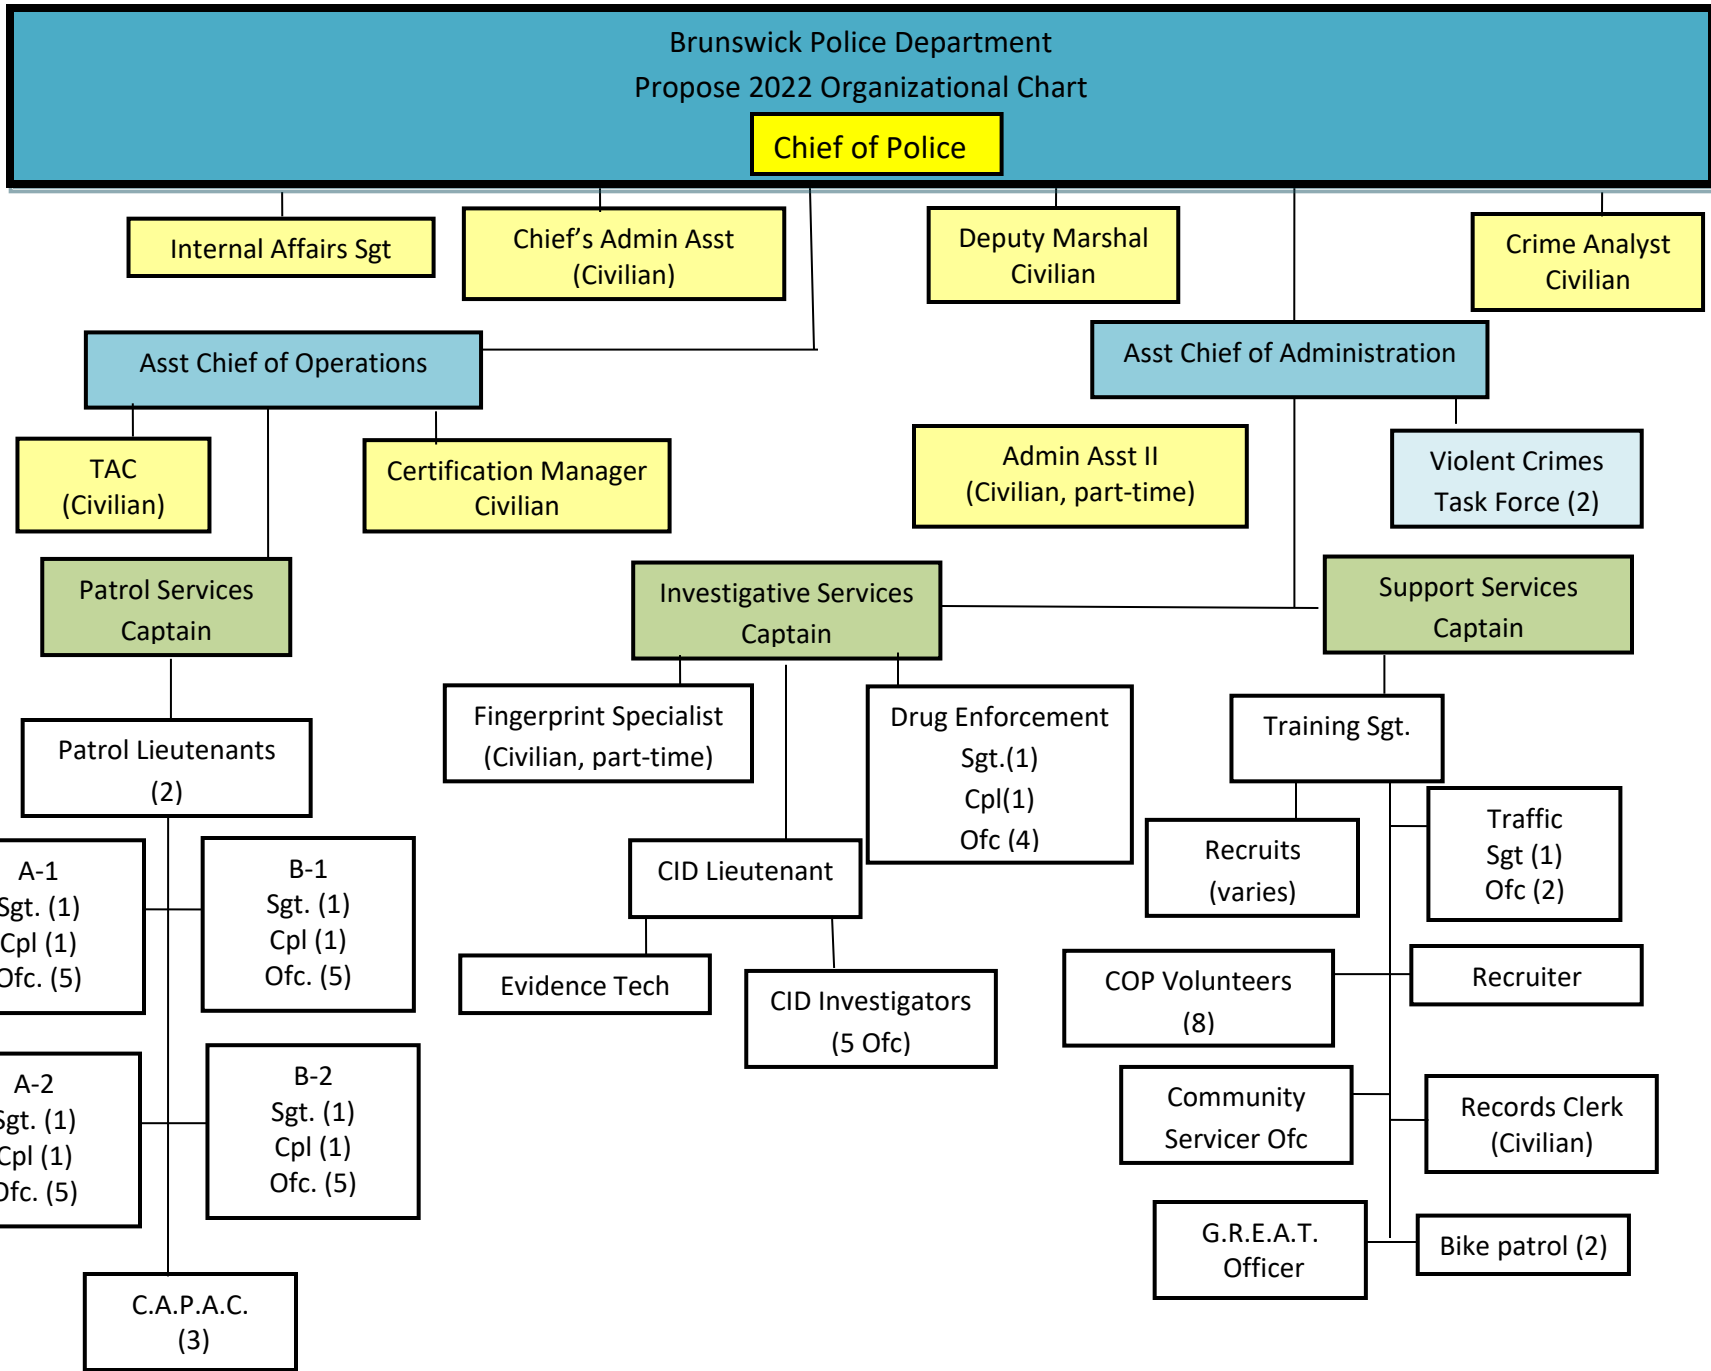 Brunswick Police Department
Propose 2022 Organizational Chart
Chief of Police
Internal Affairs Sgt
Chief’s Admin Asst
(Civilian)
Deputy Marshal
Civilian
Crime Analyst
Civilian
Asst Chief of Operations
Asst Chief of Administration
TAC
(Civilian)
Certification Manager
Civilian
Admin Asst II
(Civilian, part-time)
Violent Crimes
Task Force (2)
Patrol Services
Captain
Investigative Services
Captain
Support Services
Captain
Patrol Lieutenants
(2)
Fingerprint Specialist
(Civilian, part-time)
Drug Enforcement
Sgt.(1)
Cpl(1)
Ofc (4)
Training Sgt.
A-1
Sgt. (1)
Cpl (1)
Ofc. (5)
B-1
Sgt. (1)
Cpl (1)
Ofc. (5)
CID Lieutenant
Recruits
(varies)
Traffic
Sgt (1)
Ofc (2)
Evidence Tech
CID Investigators
(5 Ofc)
COP Volunteers
(8)
Recruiter
A-2
Sgt. (1)
Cpl (1)
Ofc. (5)
B-2
Sgt. (1)
Cpl (1)
Ofc. (5)
Community
Servicer Ofc
Records Clerk
(Civilian)
G.R.E.A.T.
Officer
Bike patrol (2)
C.A.P.A.C.
(3)